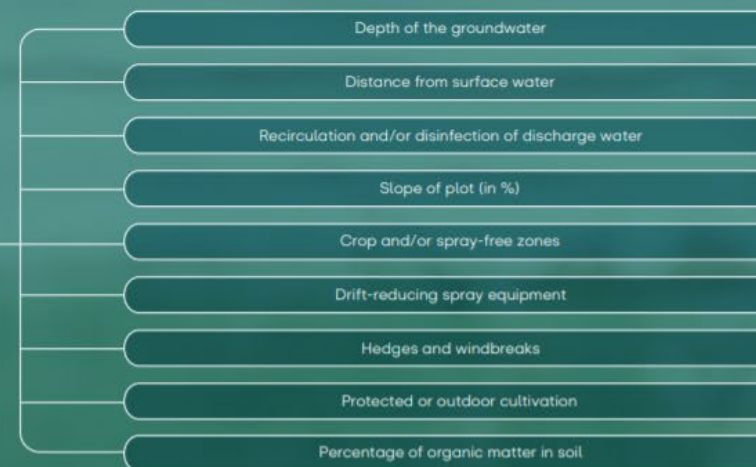 Depth of the groundwater
Distance from surface water
Recirculation and/or disinfection of discharge water
Slope of plot (in %)
Crop and/or spray-free zones
Drift-reducing spray equipment
Hedges and windbreaks
Protected or outdoor cultivation
Percentage of organic matter in soil